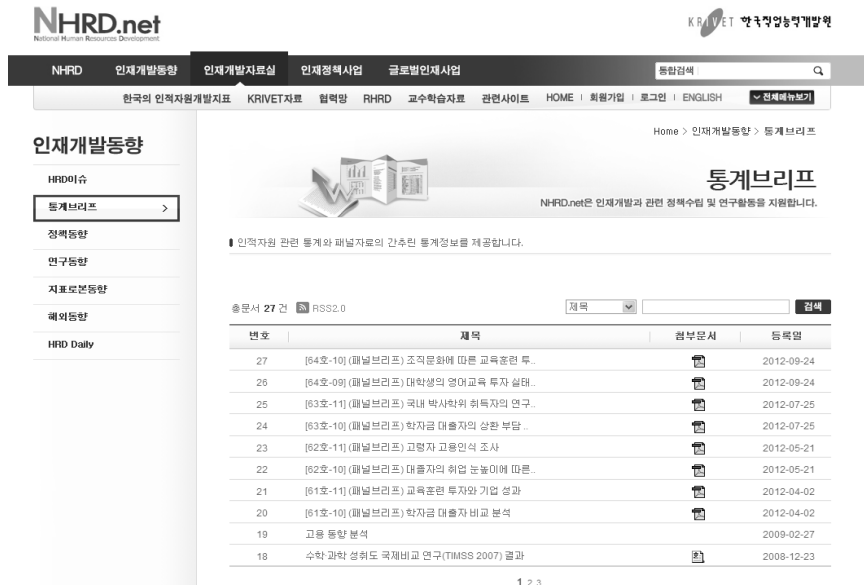 NHRD.net
National Human Resources Development
KRIVET 한국직업능력개발원
NHRD 인재개발동향 인재개발자료실 인재정책사업 글로벌인재사업 통합검색
한국의 인적자원개발지표 KRIVET자료 협력망 RHRD 교수학습자료 관련사이트 HOME 회원가입 로그인 ENGLISH 전체메뉴보기
Home > 인재개발동향 > 통계브리프
인재개발동향
HRD이슈
통계브리프 >
정책동향
연구동향
지표로본동향
해외동향
HRD Daily
통계브리프
NHRD.net은 인재개발과 관련 정책수립 및 연구활동을 지원합니다.
인적자원 관련 통계와 패널자료의 간추린 통계정보를 제공합니다.
총문서 27 건 RSS2.0 제목 검색
번호 제목 첨부문서 등록일
27 [64호-10] (패널브리프) 조직문화에 따른 교육훈련 투.. 2012-09-24
26 [64호-09] (패널브리프) 대학생의 영어교육 투자 실태.. 2012-09-24
25 [63호-11] (패널브리프) 국내 박사학위 취득자의 연구.. 2012-07-25
24 [63호-10] (패널브리프) 학자금 대출자의 상환 부담 .. 2012-07-25
23 [62호-11] (패널브리프) 고령자 고용인식 조사 2012-05-21
22 [62호-10] (패널브리프) 대졸자의 취업 눈높이에 따른.. 2012-05-21
21 [61호-11] (패널브리프) 교육훈련 투자와 기업 성과 2012-04-02
20 [61호-10] (패널브리프) 학자금 대출자 비교 분석 2012-04-02
19 고용 동향 분석 2009-02-27
18 수학·과학 성취도 국제비교 연구(TIMSS 2007) 결과 2008-12-23
1 2 3